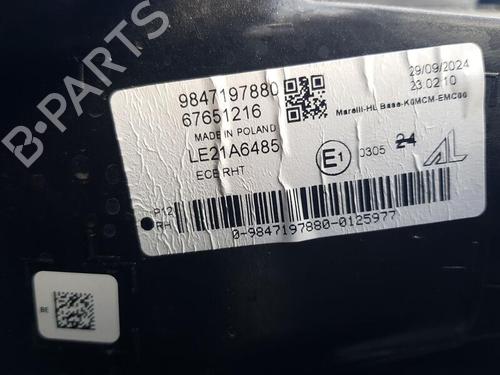 9847197880
67651216
MADE IN POLAND
LE21A6485
ECE RHT
29/09/2024
23.02.10
Marelli-HL Base-K0MCM-EMC00
E1
0305 24 AL
P12
RH
0-9847197880-0125977
BE